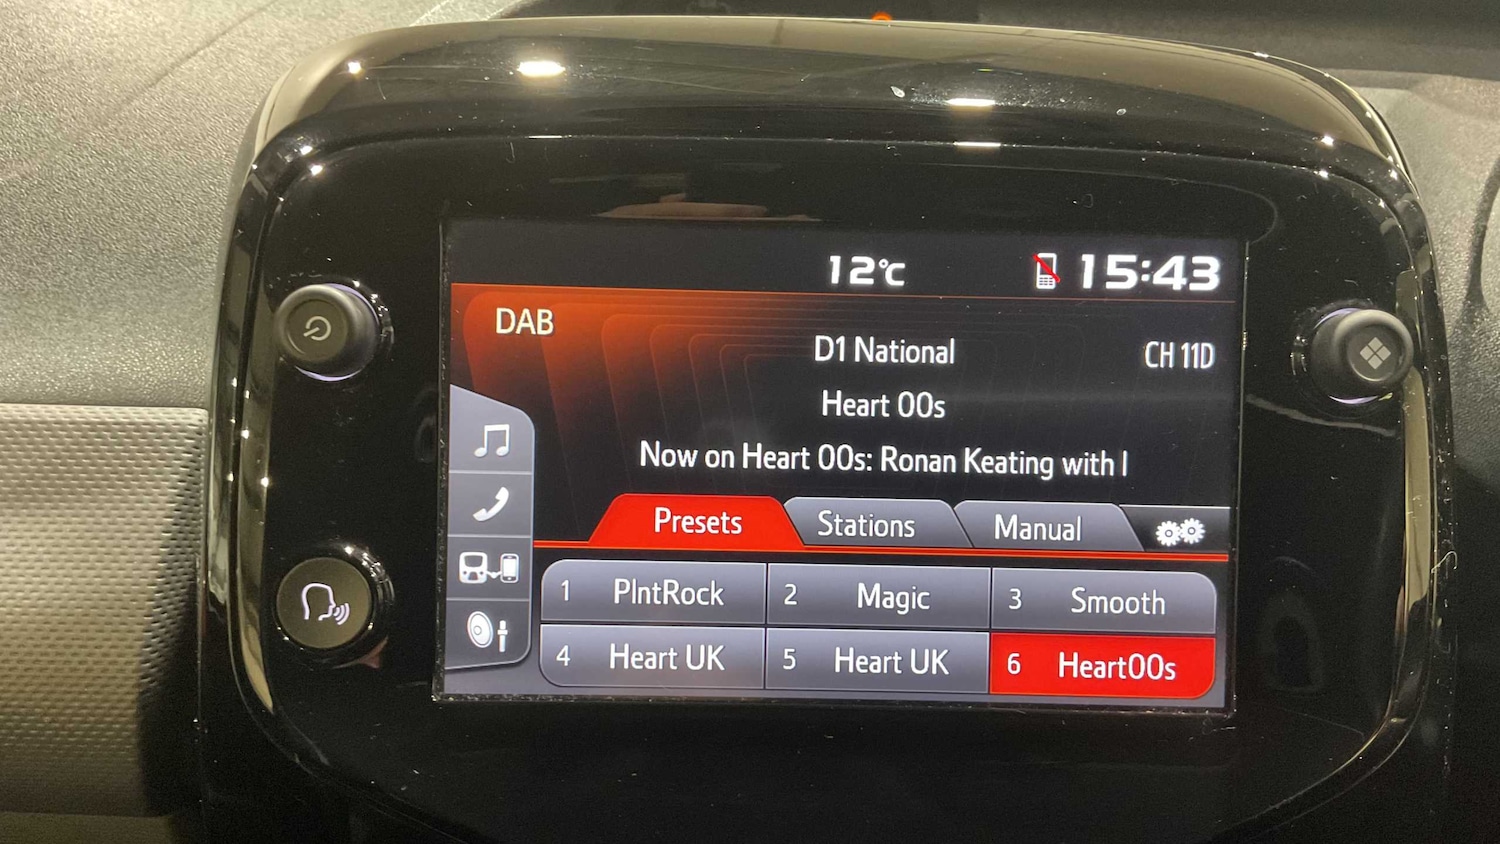 12°C 15:43
DAB
D1 National CH 11D
Heart 00s
Now on Heart 00s: Ronan Keating with l
Presets Stations Manual
1 PlntRock 2 Magic 3 Smooth
4 Heart UK 5 Heart UK 6 Heart00s